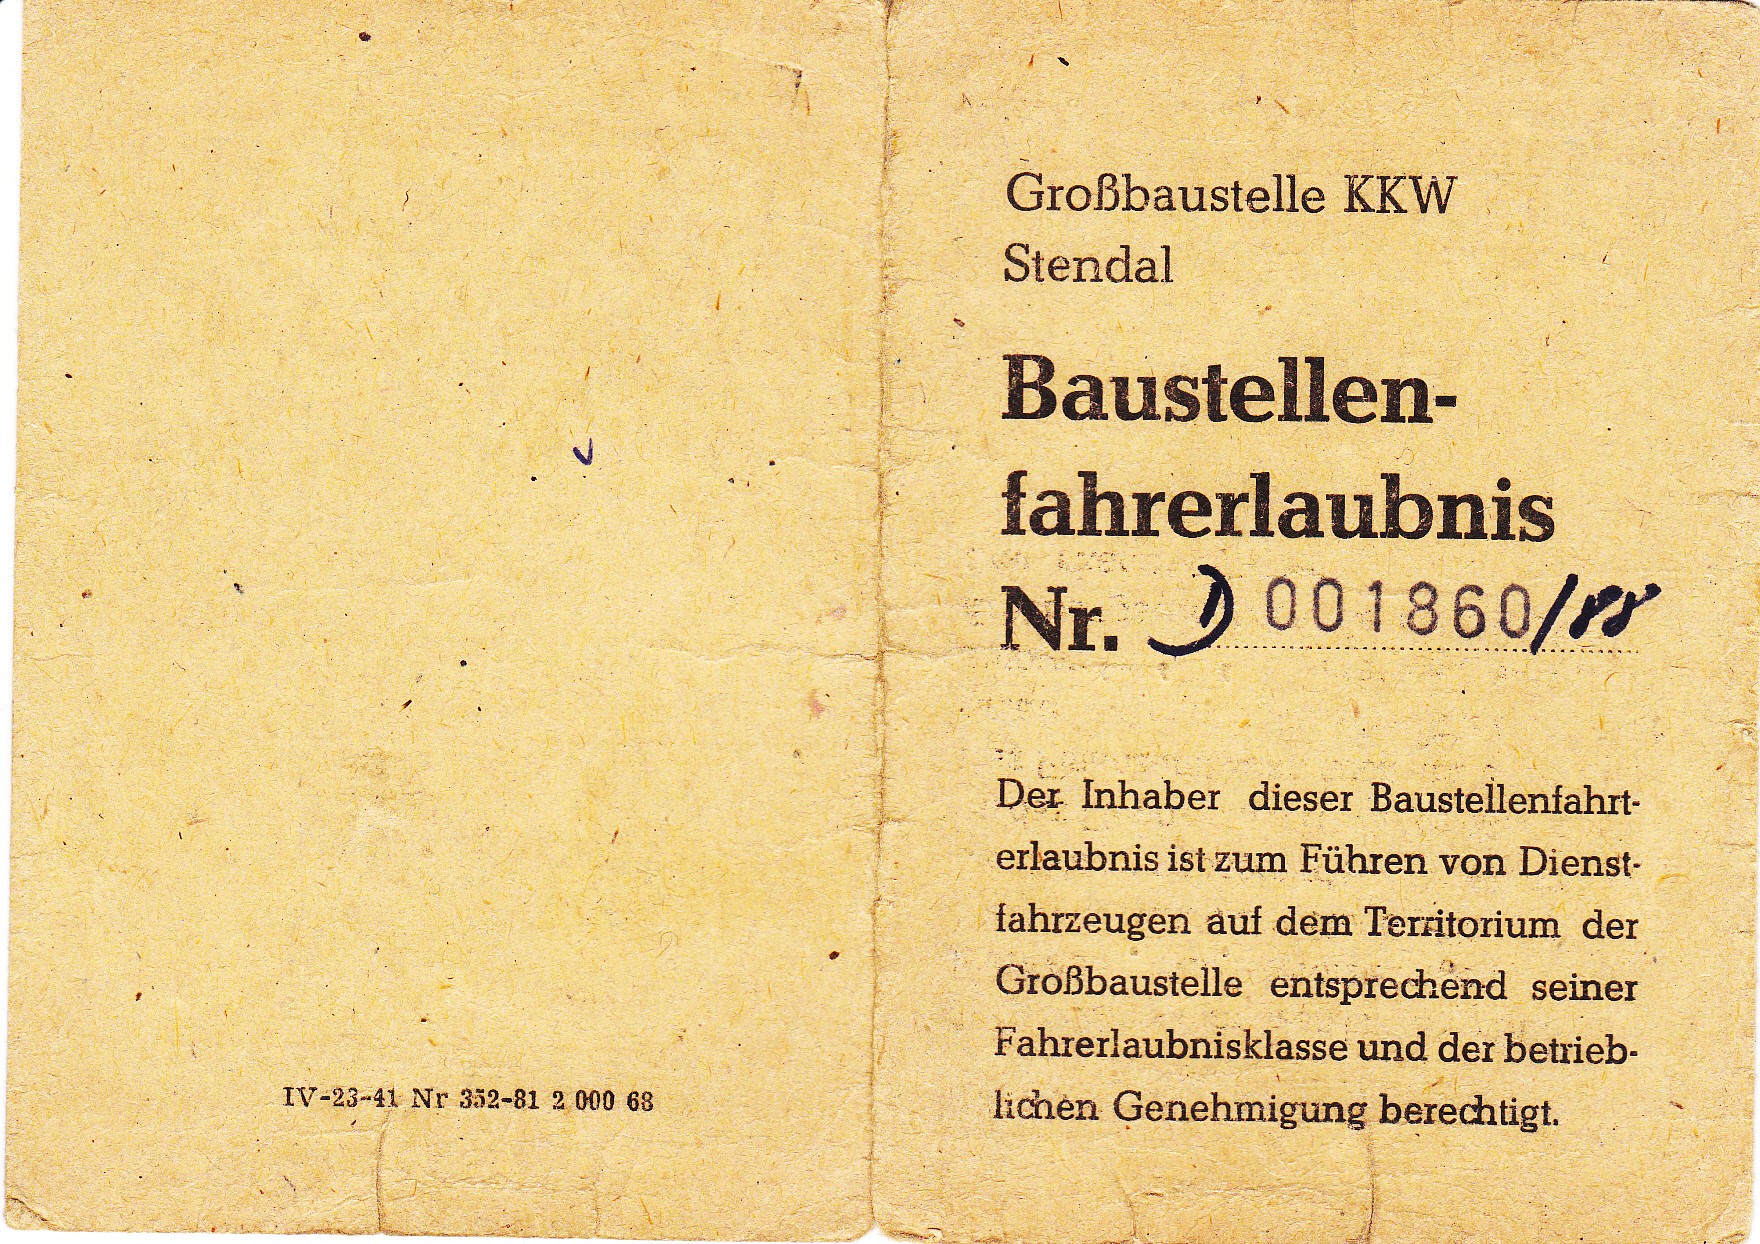 IV-23-41 Nr 352-81 2 000 68
Großbaustelle KKW
Stendal
Baustellen-
fahrerlaubnis
Nr. D 001860/88
Der Inhaber dieser Baustellenfahrt-
erlaubnis ist zum Führen von Dienst-
fahrzeugen auf dem Territorium der
Großbaustelle entsprechend seiner
Fahrerlaubnisklasse und der betrieb-
lichen Genehmigung berechtigt.